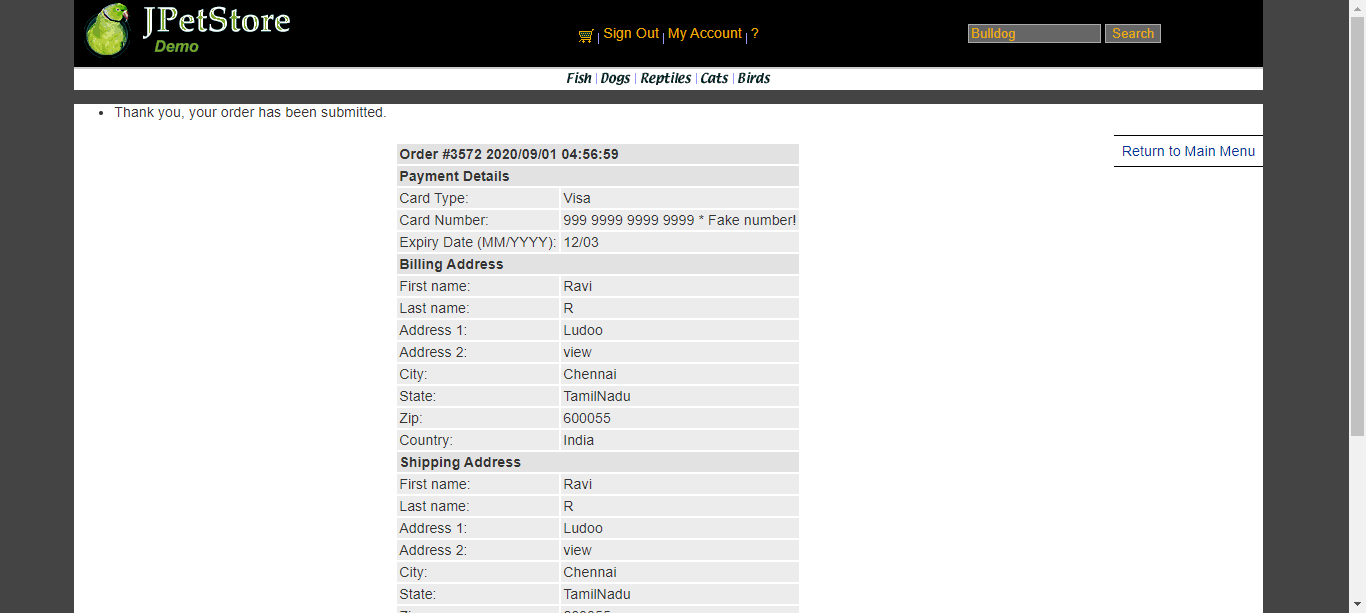 JPetStore
Demo
Sign Out | My Account | ?
Bulldog Search
Fish | Dogs | Reptiles | Cats | Birds
• Thank you, your order has been submitted.
Return to Main Menu
Order #3572 2020/09/01 04:56:59
Payment Details
Card Type: Visa
Card Number: 999 9999 9999 9999 * Fake number!
Expiry Date (MM/YYYY): 12/03
Billing Address
First name: Ravi
Last name: R
Address 1: Ludoo
Address 2: view
City: Chennai
State: TamilNadu
Zip: 600055
Country: India
Shipping Address
First name: Ravi
Last name: R
Address 1: Ludoo
Address 2: view
City: Chennai
State: TamilNadu